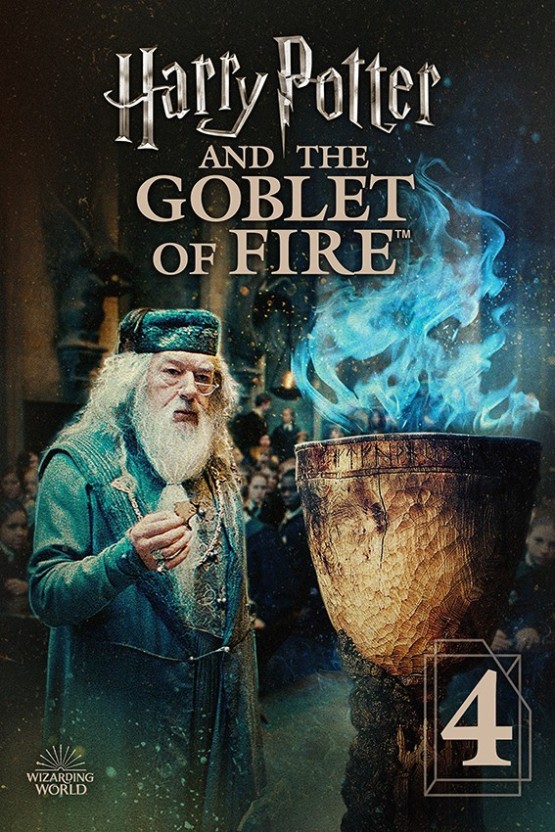 Harry Potter
AND THE
GOBLET
OF FIRE™
4
WIZARDING
WORLD